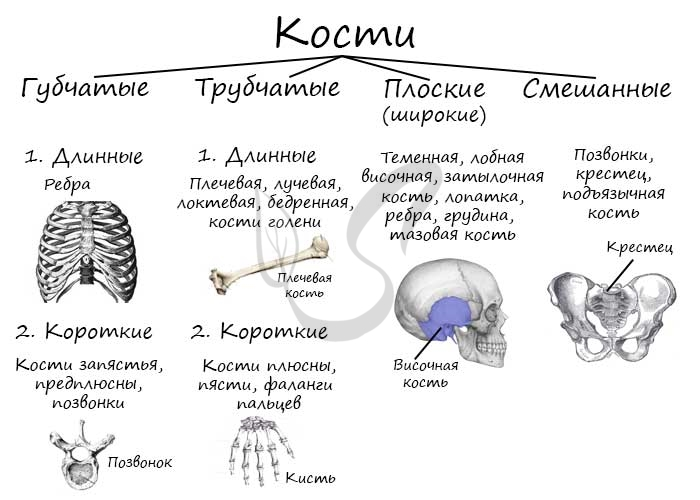 Кости
Губчатые
Трубчатые
Плоские
(широкие)
Смешанные
1. Длинные
Ребра
2. Короткие
Кости запястья,
предплюсны,
позвонки
Позвонок
1. Длинные
Плечевая, лучевая,
локтевая, бедренная,
кости голени
Плечевая
кость
2. Короткие
Кости плюсны,
пясти, фаланги
пальцев
Кисть
Теменная, лобная
височная, затылочная
кость, лопатка,
ребра, грудина,
тазовая кость
Височная
кость
Позвонки,
крестец,
подъязычная
кость
Крестец